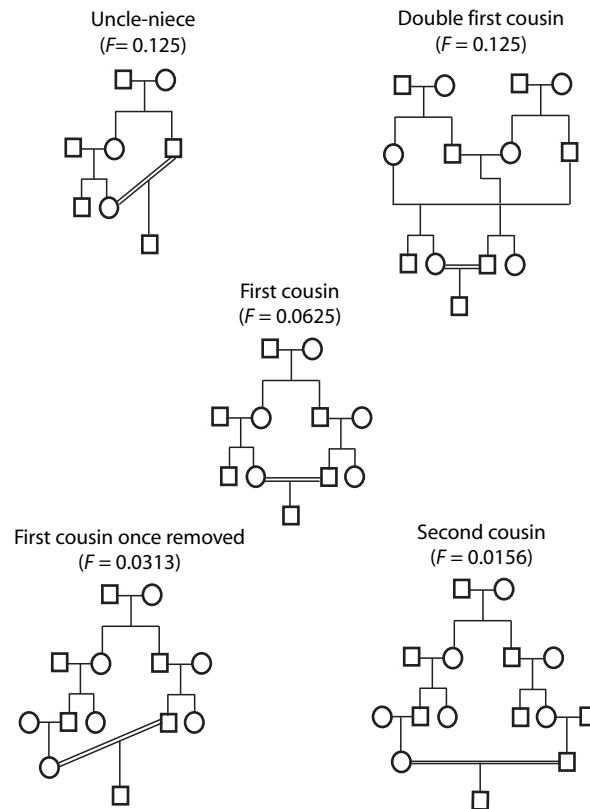 Uncle-niece
(F= 0.125)
Double first cousin
(F = 0.125)
First cousin
(F = 0.0625)
First cousin once removed
(F = 0.0313)
Second cousin
(F = 0.0156)